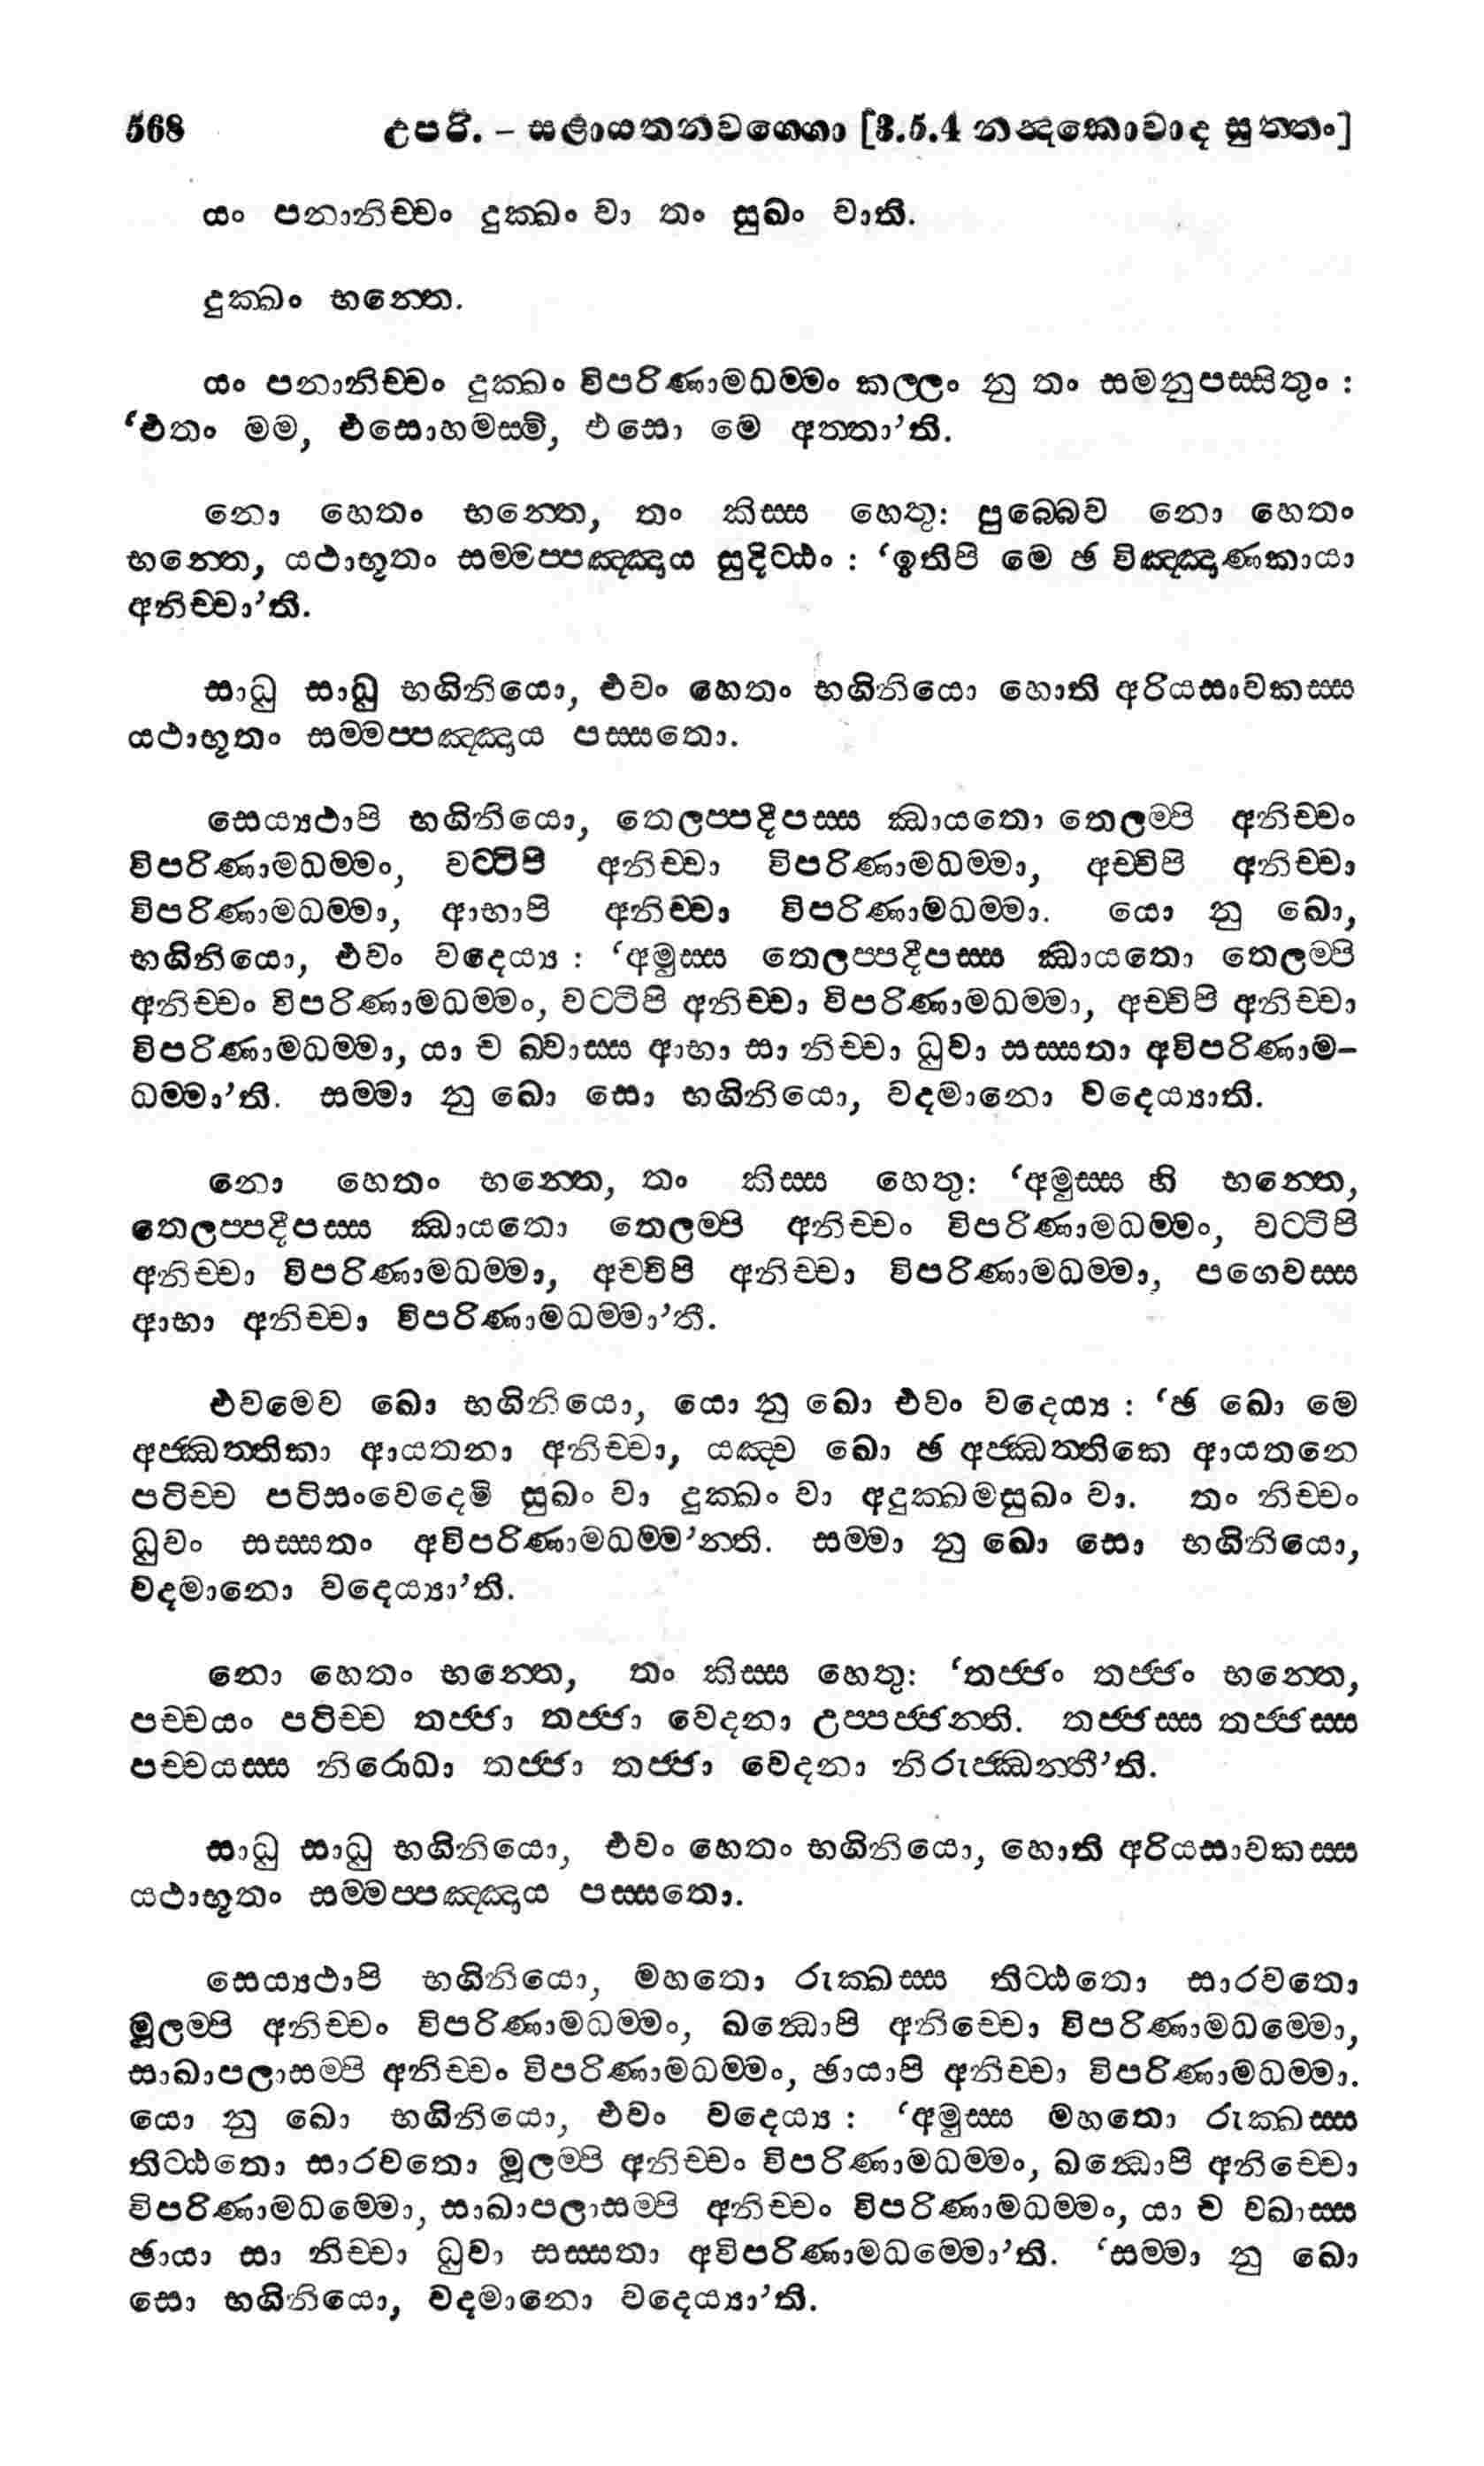 568 උපරි. – සළායතනවග්ගො [3.5.4 නන්දකොවාද සුත්තං]
යං පනානිච්චං දුක්ඛං වා තං සුඛං වාති.
දුක්ඛං භන්තෙ.
යං පනානිච්චං දුක්ඛං විපරිණාමධම්මං කල්ලං නු තං සමනුපස්සිතුං :
‘එතං මම, එසොහමස්මි, එසො මෙ අත්තා’ති.
නො හෙතං භන්තෙ, තං කිස්ස හෙතු: පුබ්බෙව නො හෙතං
භන්තෙ, යථාභූතං සම්මප්පඤ්ඤාය සුදිට්ඨං : ‘ඉතිපි මෙ ඡ විඤ්ඤාණකායා
අනිච්චා’ති.
සාධු සාධු භගිනියො, එවං හෙතං භගිනියො හොති අරියසාවකස්ස
යථාභූතං සම්මප්පඤ්ඤාය පස්සතො.
සෙය්‍යථාපි භගිනියො, තෙලප්පදීපස්ස ඣායතො තෙලම්පි අනිච්චං
විපරිණාමධම්මං, වට්ටිපි අනිච්චා විපරිණාමධම්මා, අච්චිපි අනිච්චා
විපරිණාමධම්මා, ආභාපි අනිච්චා විපරිණාමධම්මා. යො නු ඛො,
භගිනියො, එවං වදෙය්‍ය : ‘අමුස්ස තෙලප්පදීපස්ස ඣායතො තෙලම්පි
අනිච්චං විපරිණාමධම්මං, වට්ටිපි අනිච්චා විපරිණාමධම්මා, අච්චිපි අනිච්චා
විපරිණාමධම්මා, යා ච ඛ්වාස්ස ආභා සා නිච්චා ධුවා සස්සතා අවිපරිණාම–
ධම්මා’ති. සම්මා නු ඛො සො භගිනියො, වදමානො වදෙය්‍යාති.
නො හෙතං භන්තෙ, තං කිස්ස හෙතු: ‘අමුස්ස හි භන්තෙ,
තෙලප්පදීපස්ස ඣායතො තෙලම්පි අනිච්චං විපරිණාමධම්මං, වට්ටිපි
අනිච්චා විපරිණාමධම්මා, අච්චිපි අනිච්චා විපරිණාමධම්මා, පගෙවස්ස
ආභා අනිච්චා විපරිණාමධම්මා’ති.
එවමෙව ඛො භගිනියො, යො නු ඛො එවං වදෙය්‍ය : ‘ඡ ඛො මෙ
අජ්ඣත්තිකා ආයතනා අනිච්චා, යඤ්ච ඛො ඡ අජ්ඣත්තිකෙ ආයතනෙ
පටිච්ච පටිසංවෙදෙමි සුඛං වා දුක්ඛං වා අදුක්ඛමසුඛං වා. තං නිච්චං
ධුවං සස්සතං අවිපරිණාමධම්ම’න්ති. සම්මා නු ඛො සො භගිනියො,
වදමානො වදෙය්‍යා’ති.
නො හෙතං භන්තෙ, තං කිස්ස හෙතු: ‘තජ්ජං තජ්ජං භන්තෙ,
පච්චයං පටිච්ච තජ්ජා තජ්ජා වෙදනා උප්පජ්ජන්ති. තජ්ජස්ස තජ්ජස්ස
පච්චයස්ස නිරොධා තජ්ජා තජ්ජා වෙදනා නිරුජ්ඣන්තී’ති.
සාධු සාධු භගිනියො, එවං හෙතං භගිනියො, හොති අරියසාවකස්ස
යථාභූතං සම්මප්පඤ්ඤාය පස්සතො.
සෙය්‍යථාපි භගිනියො, මහතො රුක්ඛස්ස තිට්ඨතො සාරවතො
මූලම්පි අනිච්චං විපරිණාමධම්මං, ඛන්ධොපි අනිච්චො විපරිණාමධම්මො,
සාඛාපලාසම්පි අනිච්චං විපරිණාමධම්මං, ඡායාපි අනිච්චා විපරිණාමධම්මා.
යො නු ඛො භගිනියො, එවං වදෙය්‍ය : ‘අමුස්ස මහතො රුක්ඛස්ස
තිට්ඨතො සාරවතො මූලම්පි අනිච්චං විපරිණාමධම්මං, ඛන්ධොපි අනිච්චො
විපරිණාමධම්මො, සාඛාපලාසම්පි අනිච්චං විපරිණාමධම්මං, යා ච ඛ්වාස්ස
ඡායා සා නිච්චා ධුවා සස්සතා අවිපරිණාමධම්මො’ති. ‘සම්මා නු ඛො
සො භගිනියො, වදමානො වදෙය්‍යා’ති.